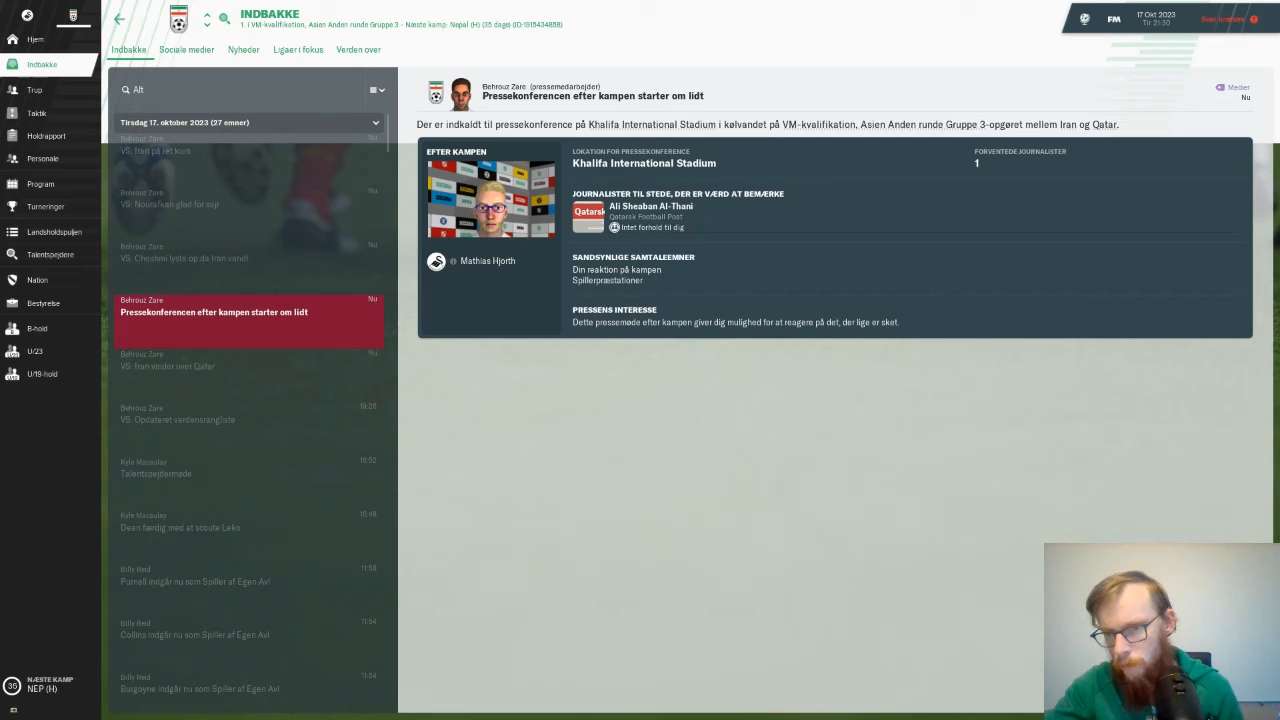 INDBAKKE
1. i VM-kvalifikation, Asien Anden runde Gruppe 3 - Næste kamp: Nepal (H) (35 dage) (ID:1915434858)
FM
17 Okt 2023
Tir 21:30
Svar kræves
Indbakke
Sociale medier
Nyheder
Ligaer i fokus
Verden over
Hjem
Indbakke
Trup
Taktik
Holdrapport
Personale
Program
Turneringer
Landsholdspuljen
Talentspejdere
Nation
Bestyrelse
B-hold
U/23
U/19-hold
35
NÆSTE KAMP
NEP (H)
Alt
Tirsdag 17. oktober 2023 (27 emner)
Behrouz Zare
Nu
VS: Iran på ret kurs
Behrouz Zare
Nu
VS: Nourafkan glad for sejr
Behrouz Zare
Nu
VS: Cheshmi lyste op da Iran vandt
Behrouz Zare
Nu
Pressekonferencen efter kampen starter om lidt
Behrouz Zare
Nu
VS: Iran vinder over Qatar
Behrouz Zare
VS: Opdateret verdensrangliste
Kyle Macaulay
Talentspejdermøde
Kyle Macaulay
Dean færdig med at scoute Leko
Billy Reid
11:58
Purnell indgår nu som Spiller af Egen Avl
Billy Reid
11:54
Collins indgår nu som Spiller af Egen Avl
Billy Reid
11:54
Burgoyne indgår nu som Spiller af Egen Avl
Behrouz Zare (pressemedarbejder)
Pressekonferencen efter kampen starter om lidt
Medier
Nu
Der er indkaldt til pressekonference på Khalifa International Stadium i kølvandet på VM-kvalifikation, Asien Anden runde Gruppe 3-opgøret mellem Iran og Qatar.
EFTER KAMPEN
Mathias Hjorth
LOKATION FOR PRESSEKONFERENCE
Khalifa International Stadium
FORVENTEDE JOURNALISTER
1
JOURNALISTER TIL STEDE, DER ER VÆRD AT BEMÆRKE
Qatarsk
Ali Sheaban Al-Thani
Qatarsk Football Post
Intet forhold til dig
SANDSYNLIGE SAMTALEEMNER
Din reaktion på kampen
Spillerpræstationer
PRESSENS INTERESSE
Dette pressemøde efter kampen giver dig mulighed for at reagere på det, der lige er sket.